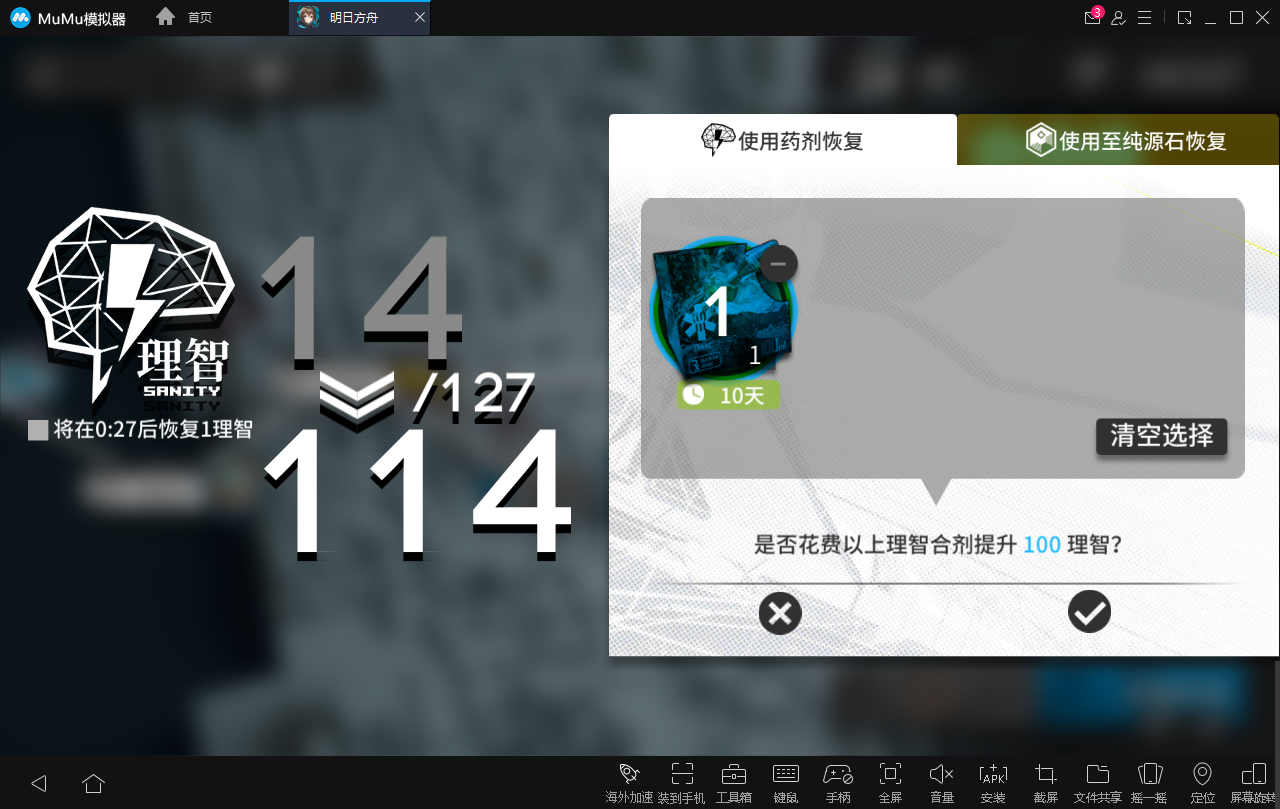 MuMu模拟器
首页
明日方舟
3
使用药剂恢复
使用至纯源石恢复
14
1
1
理智
SANITY
/127
10天
将在0:27后恢复1理智
清空选择
114
是否花费以上理智合剂提升 100 理智?
海外加速
装到手机
工具箱
键鼠
手柄
全屏
音量
APK
安装
截屏
文件共享
摇一摇
定位
屏幕旋转